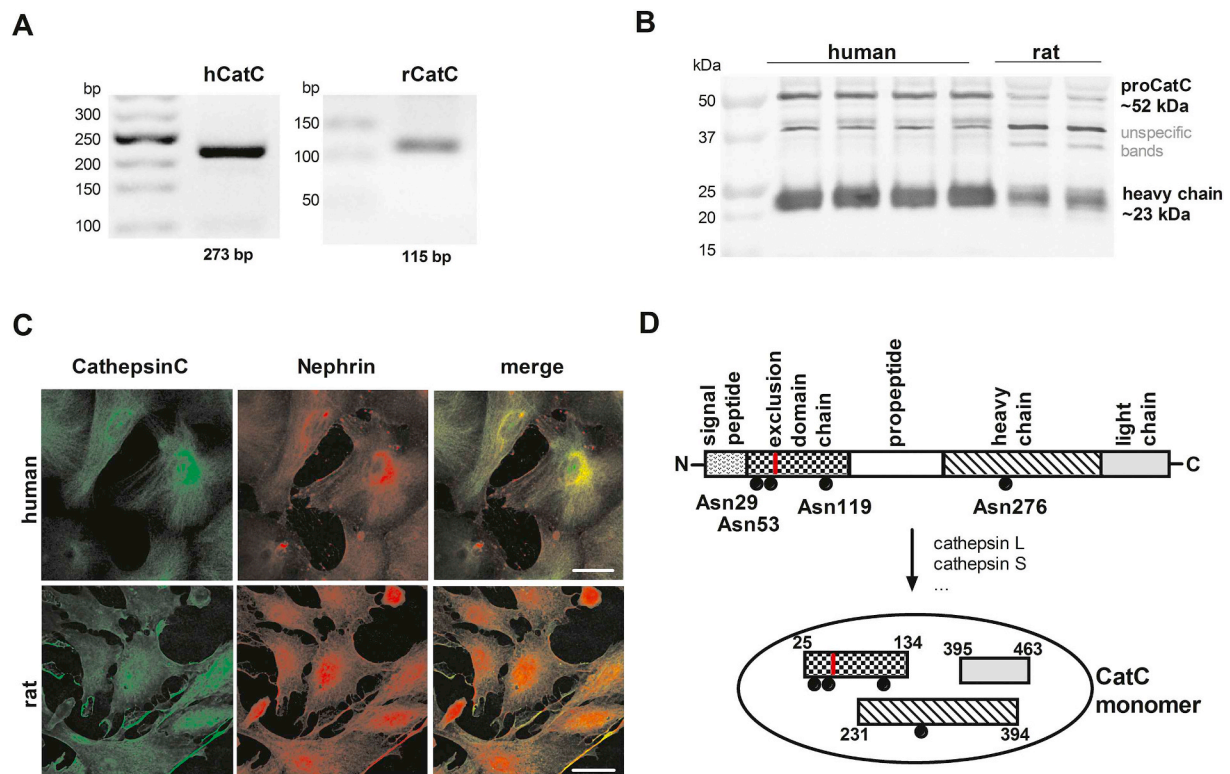 A
hCatC
rCatC
bp
300
250
200
150
100
bp
150
100
50
273 bp
115 bp
B
human
rat
kDa
50
37
25
20
15
proCatC
~52 kDa
unspecific
bands
heavy chain
~23 kDa
C
CathepsinC
Nephrin
merge
human
rat
D
signal
peptide
exclusion
domain
chain
propeptide
heavy
chain
light
chain
N
C
Asn29
Asn53
Asn119
Asn276
cathepsin L
cathepsin S
...
25
134
395
463
231
394
CatC
monomer